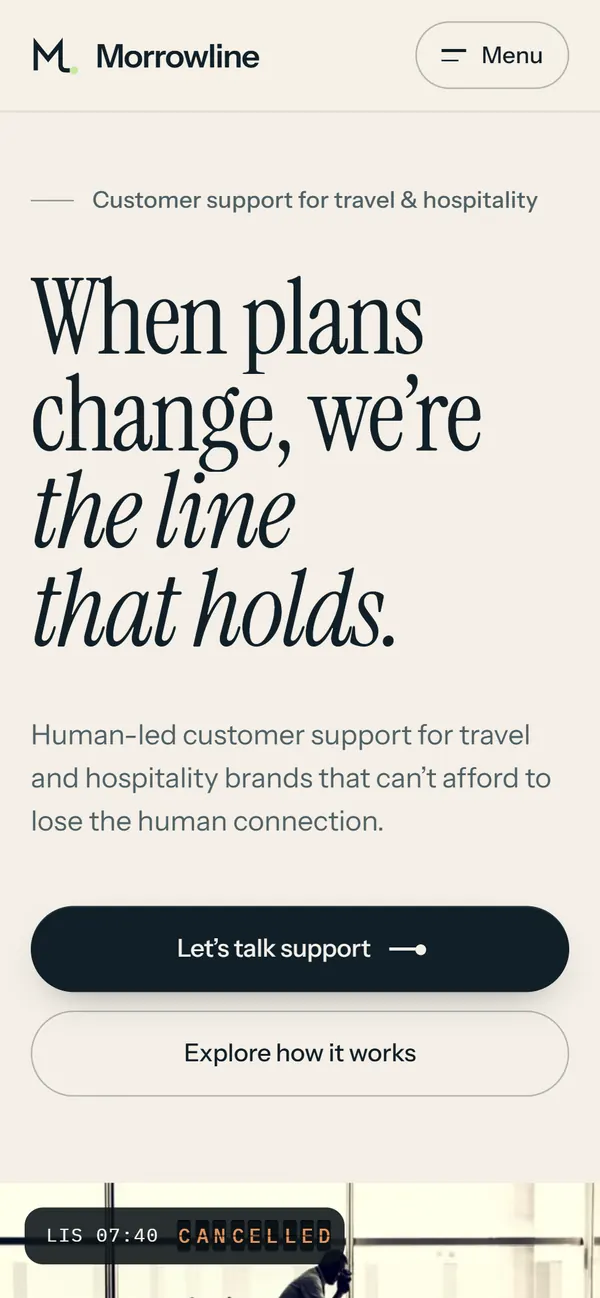 M. Morrowline
Menu
Customer support for travel & hospitality
When plans
change, we’re
the line
that holds.
Human-led customer support for travel
and hospitality brands that can’t afford to
lose the human connection.
Let’s talk support
Explore how it works
LIS 07:40 CANCELLED